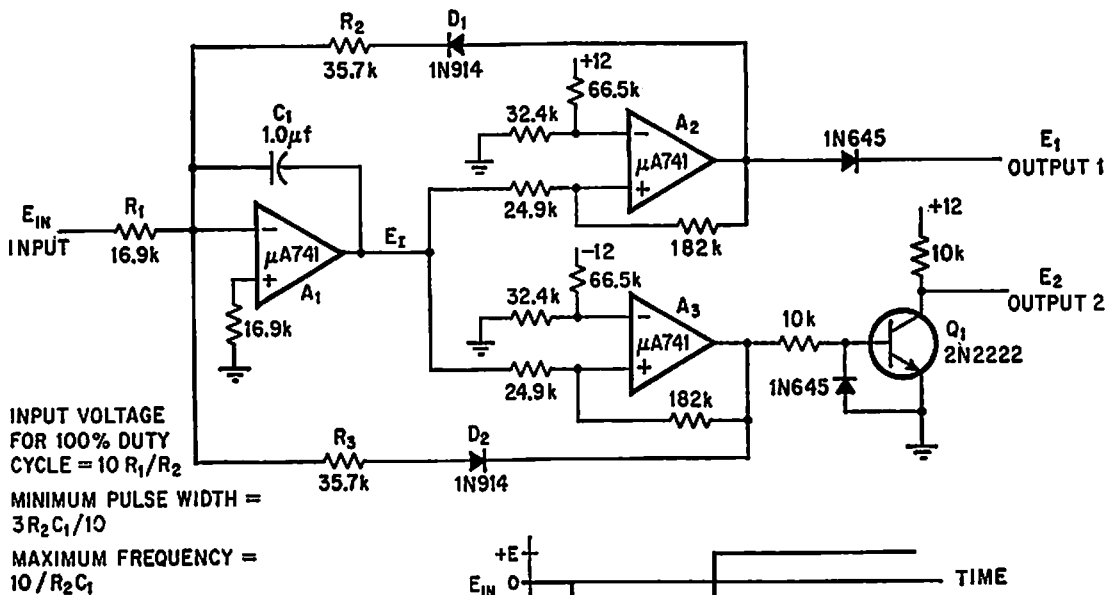 R2
35.7k
D1
1N914
C1
1.0μf
+12
66.5k
32.4k
A2
μA741
−
+
24.9k
182k
1N645
E1
OUTPUT 1
EIN
INPUT
R1
16.9k
−
μA741
+
A1
16.9k
EI
-12
66.5k
32.4k
A3
−
μA741
+
24.9k
182k
10k
1N645
+12
10k
E2
OUTPUT 2
Q1
2N2222
R3
35.7k
D2
1N914
INPUT VOLTAGE
FOR 100% DUTY
CYCLE = 10 R1/R2
MINIMUM PULSE WIDTH =
3R2C1/10
MAXIMUM FREQUENCY =
10/R2C1
+E
EIN 0
TIME